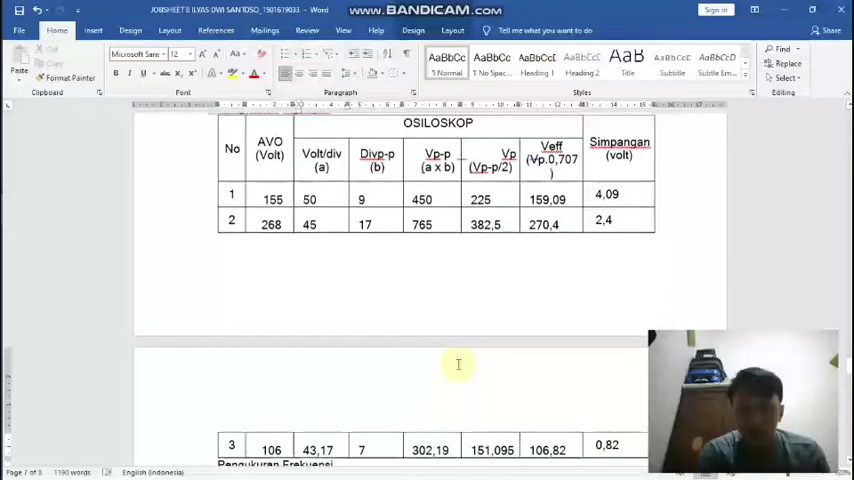 JOBSHEET 8 ILYAS DWI SANTOSO_1501619033... - Word
WWW.BANDICAM.COM
Sign in
File
Home
Insert
Design
Layout
References
Mailings
Review
View
Help
Design
Layout
Tell me what you want to do
Share
Paste
Cut
Copy
Format Painter
Clipboard
Microsoft Sans
12
Font
Paragraph
AaBbCc
¶ Normal
AaBbCc
¶ No Spac...
AaBbCc
Heading 1
AaBbCcC
Heading 2
AaB
Title
AaBbCcC
Subtitle
AaBbCcD
Subtle Em...
Styles
Find
Replace
Select
Editing
OSILOSKOP
No
AVO
(Volt)
Volt/div
(a)
Divp-p
(b)
Vp-p
(a x b)
Vp
(Vp-p/2)
Veff
(Vp.0,707
)
Simpangan
(volt)
1 155 50 9 450 225 159,09 4,09
2 268 45 17 765 382,5 270,4 2,4
3 106 43,17 7 302,19 151,095 106,82 0,82
Pengukuran Frekuensi
Page 7 of 8
1190 words
English (Indonesia)